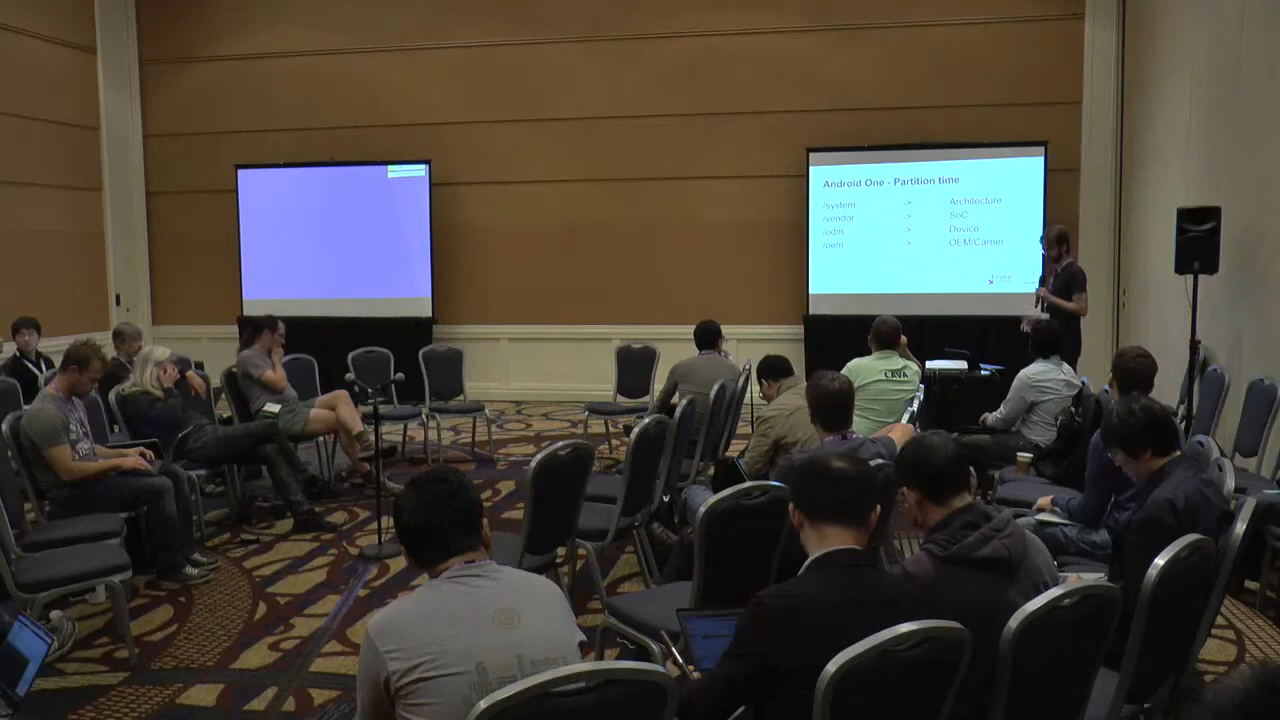 Android One - Partition time
/system -> Architecture
/vendor -> SoC
/odm -> Device
/oem -> OEM/Carrier
LAVA